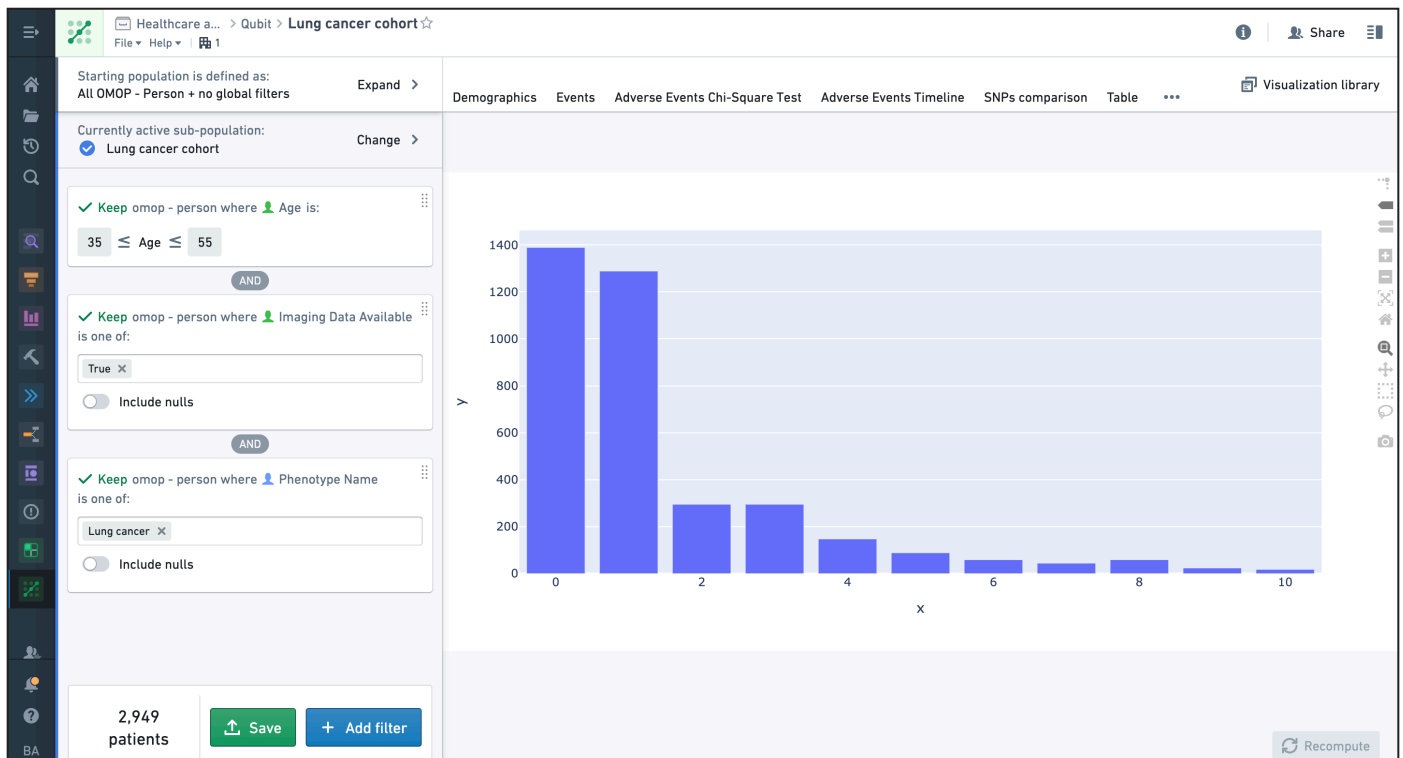 Healthcare a... > Qubit > Lung cancer cohort
File Help 1
Share
Starting population is defined as:
All OMOP - Person + no global filters
Expand
Currently active sub-population:
Lung cancer cohort
Change
Keep omop - person where Age is:
35 ≤ Age ≤ 55
AND
Keep omop - person where Imaging Data Available
is one of:
True
Include nulls
AND
Keep omop - person where Phenotype Name
is one of:
Lung cancer
Include nulls
2,949
patients
Save
+ Add filter
BA
Demographics Events Adverse Events Chi-Square Test Adverse Events Timeline SNPs comparison Table •••
Visualization library
1400
1200
1000
800
600
400
200
0
y
0 2 4 6 8 10
x
Recompute